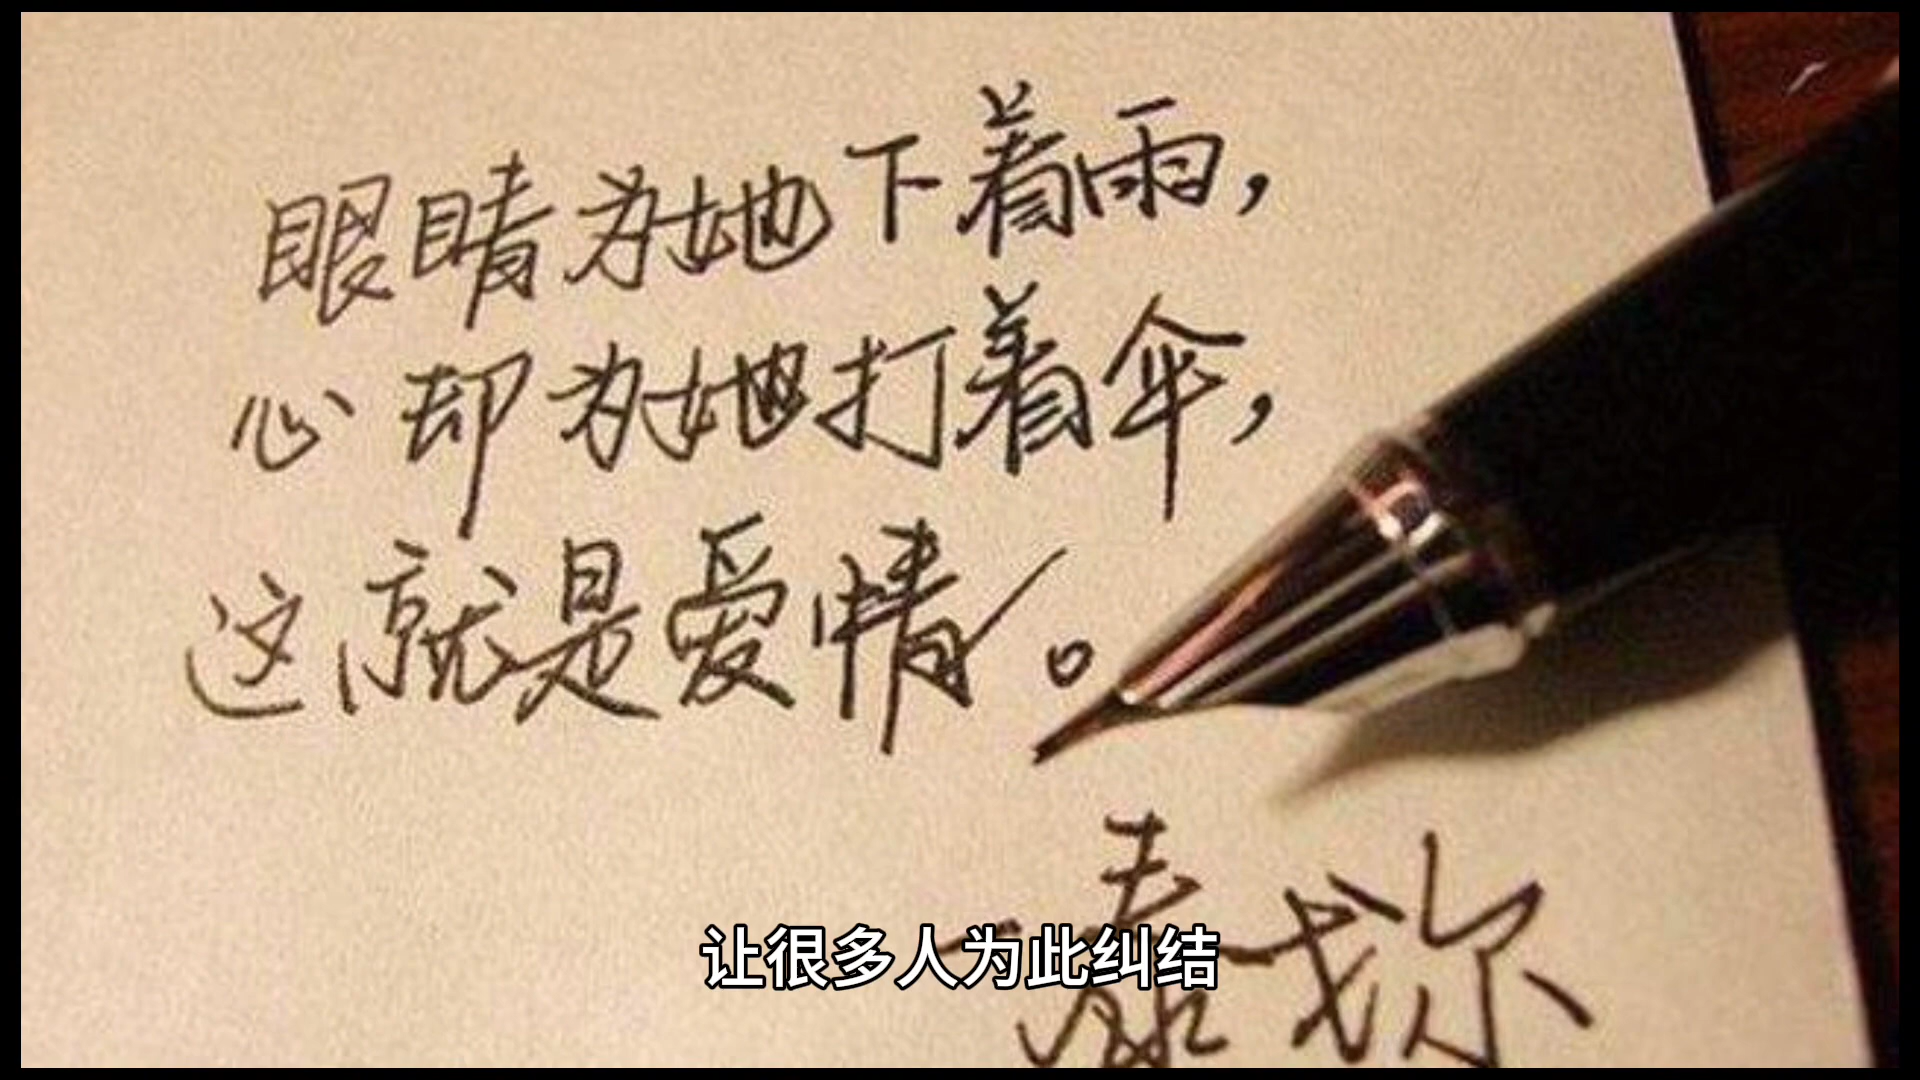 眼睛为她下着雨，
心却为她打着伞，
这就是爱情。
让很多人为此纠结